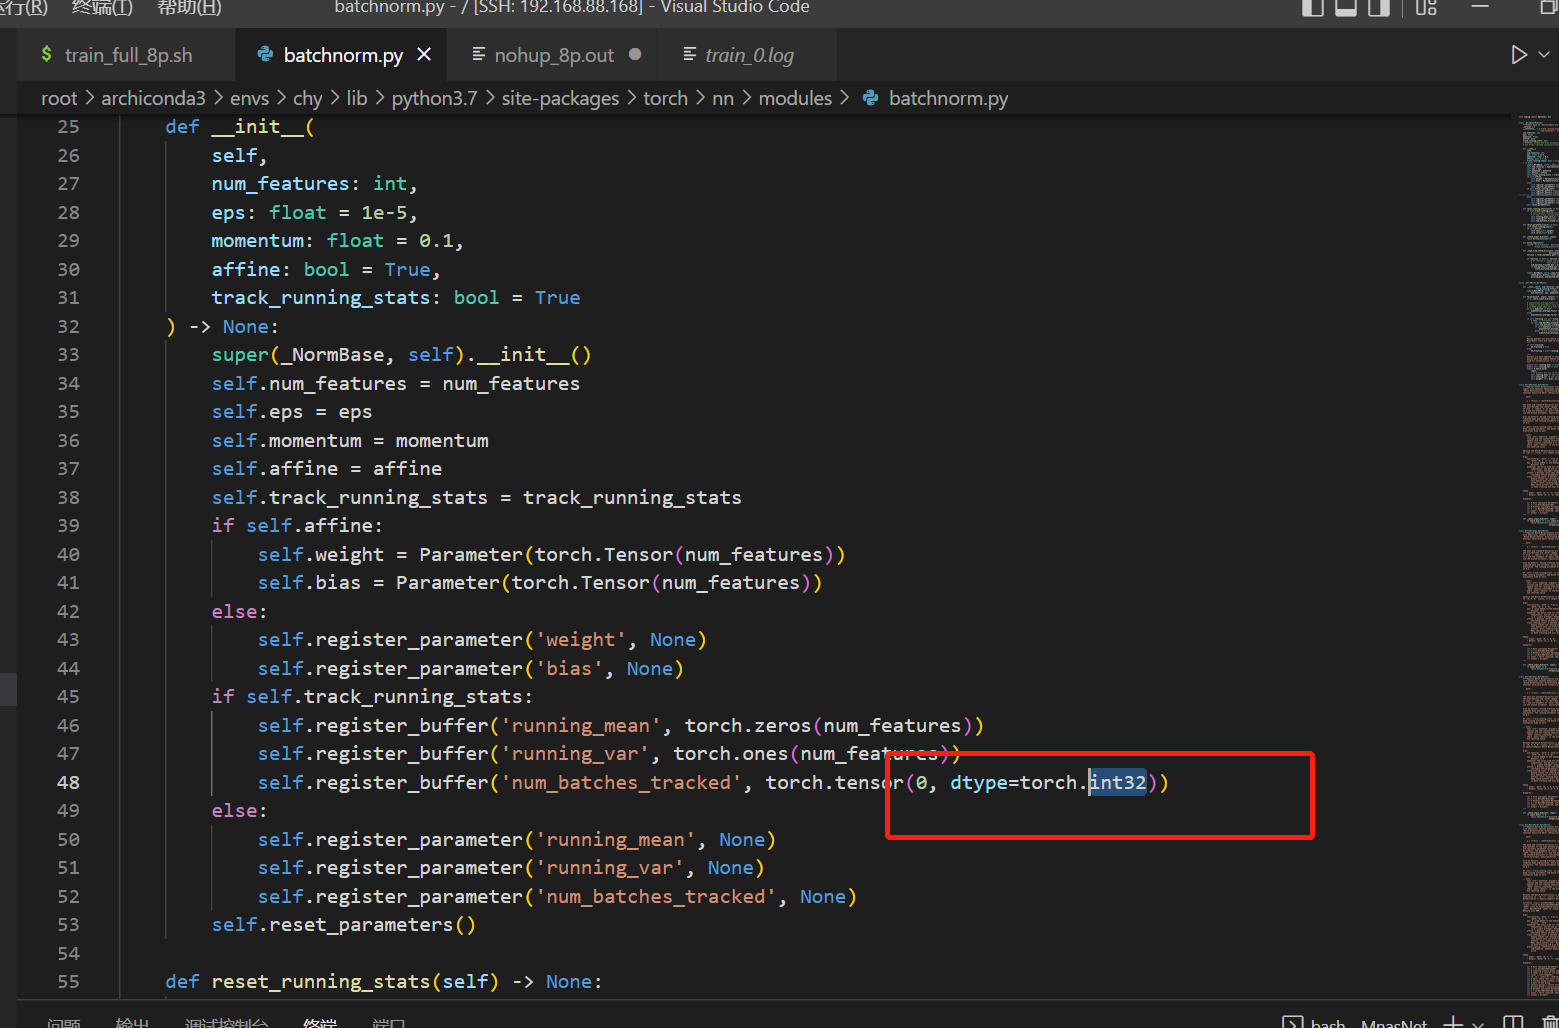 运行(R) 终端(T) 帮助(H) batchnorm.py - / [SSH: 192.168.88.168] - Visual Studio Code
$ train_full_8p.sh batchnorm.py nohup_8p.out train_0.log
root > archiconda3 > envs > chy > lib > python3.7 > site-packages > torch > nn > modules > batchnorm.py
25 def __init__(
26 self,
27 num_features: int,
28 eps: float = 1e-5,
29 momentum: float = 0.1,
30 affine: bool = True,
31 track_running_stats: bool = True
32 ) -> None:
33 super(_NormBase, self).__init__()
34 self.num_features = num_features
35 self.eps = eps
36 self.momentum = momentum
37 self.affine = affine
38 self.track_running_stats = track_running_stats
39 if self.affine:
40 self.weight = Parameter(torch.Tensor(num_features))
41 self.bias = Parameter(torch.Tensor(num_features))
42 else:
43 self.register_parameter('weight', None)
44 self.register_parameter('bias', None)
45 if self.track_running_stats:
46 self.register_buffer('running_mean', torch.zeros(num_features))
47 self.register_buffer('running_var', torch.ones(num_features))
48 self.register_buffer('num_batches_tracked', torch.tensor(0, dtype=torch.int32))
49 else:
50 self.register_parameter('running_mean', None)
51 self.register_parameter('running_var', None)
52 self.register_parameter('num_batches_tracked', None)
53 self.reset_parameters()
54
55 def reset_running_stats(self) -> None:
问题 输出 调试控制台 终端 端口 bash - MnasNet